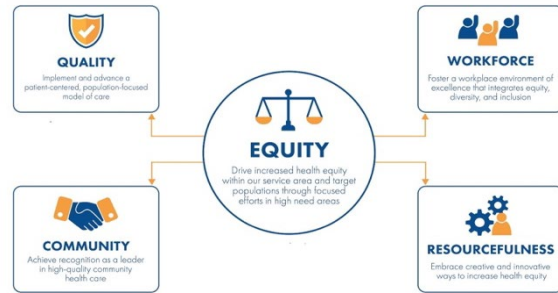 QUALITY
Implement and advance a
patient-centered, population-focused
model of care
WORKFORCE
Foster a workplace environment of
excellence that integrates equity,
diversity, and inclusion
EQUITY
Drive increased health equity
within our service area and target
populations through focused
efforts in high need areas
COMMUNITY
Achieve recognition as a leader
in high-quality community
health care
RESOURCEFULNESS
Embrace creative and innovative
ways to increase health equity